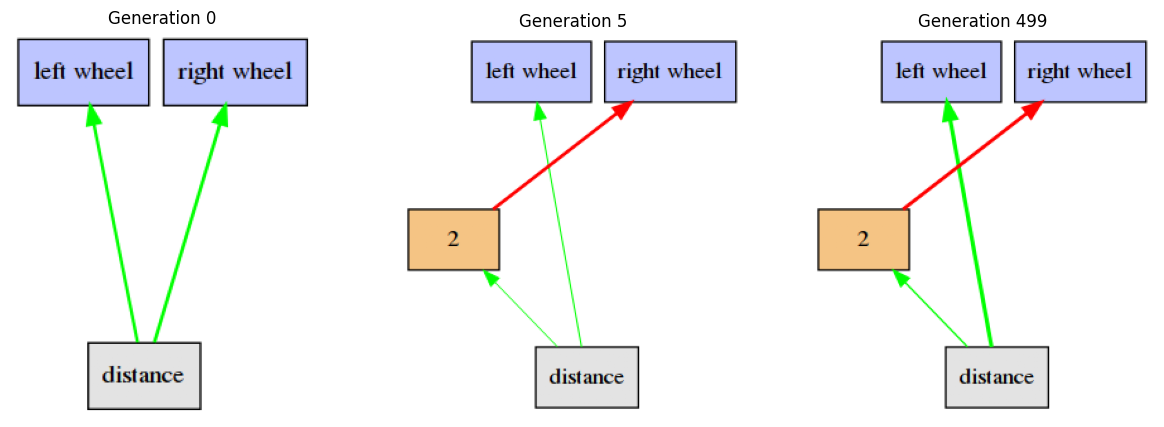 Generation 0
left wheel
right wheel
distance
Generation 5
left wheel
right wheel
2
distance
Generation 499
left wheel
right wheel
2
distance